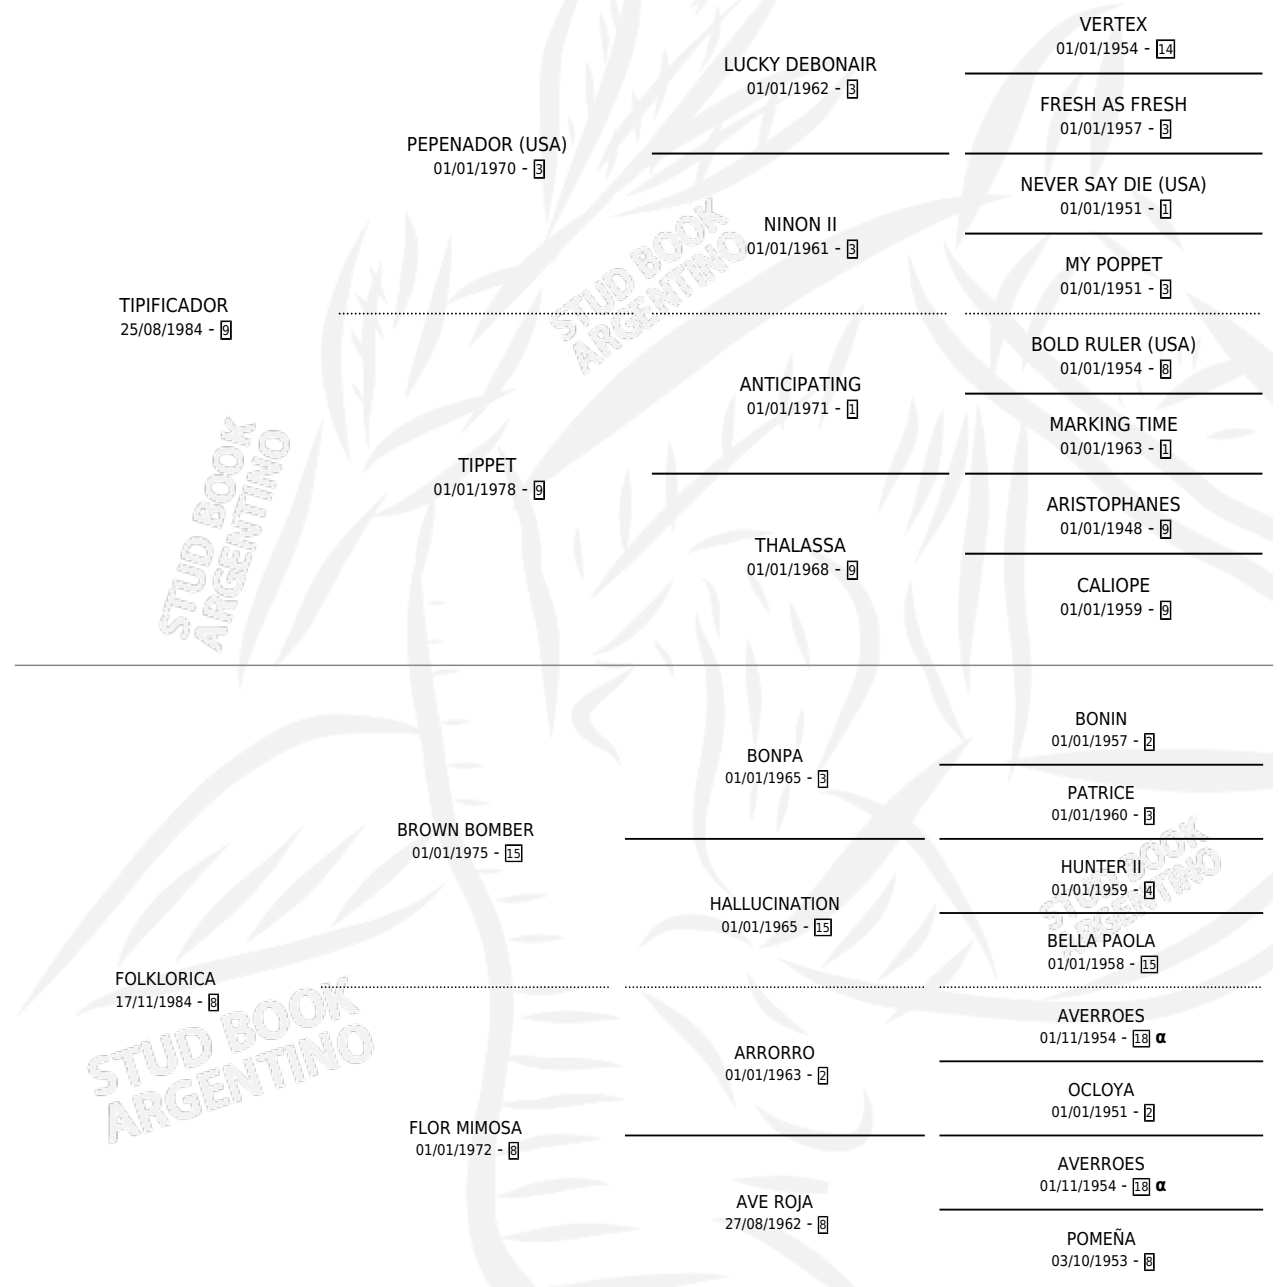 VERTEX
01/01/1954 - 14
LUCKY DEBONAIR
01/01/1962 - 3
FRESH AS FRESH
01/01/1957 - 3
PEPENADOR (USA)
01/01/1970 - 3
NEVER SAY DIE (USA)
01/01/1951 - 1
NINON II
01/01/1961 - 3
MY POPPET
01/01/1951 - 3
TIPIFICADOR
25/08/1984 - 9
BOLD RULER (USA)
01/01/1954 - 8
ANTICIPATING
01/01/1971 - 1
MARKING TIME
01/01/1963 - 1
TIPPET
01/01/1978 - 9
ARISTOPHANES
01/01/1948 - 9
THALASSA
01/01/1968 - 9
CALIOPE
01/01/1959 - 9
BONIN
01/01/1957 - 2
BONPA
01/01/1965 - 3
PATRICE
01/01/1960 - 3
BROWN BOMBER
01/01/1975 - 15
HUNTER II
01/01/1959 - 4
HALLUCINATION
01/01/1965 - 15
BELLA PAOLA
01/01/1958 - 15
FOLKLORICA
17/11/1984 - 8
AVERROES
01/11/1954 - 18 α
ARRORRO
01/01/1963 - 2
OCLOYA
01/01/1951 - 2
FLOR MIMOSA
01/01/1972 - 8
AVERROES
01/11/1954 - 18 α
AVE ROJA
27/08/1962 - 8
POMEÑA
03/10/1953 - 8
STUD BOOK
ARGENTINO
STUD BOOK
ARGENTINO
STUD BOOK
ARGENTINO
STUD BOOK
ARGENTINO